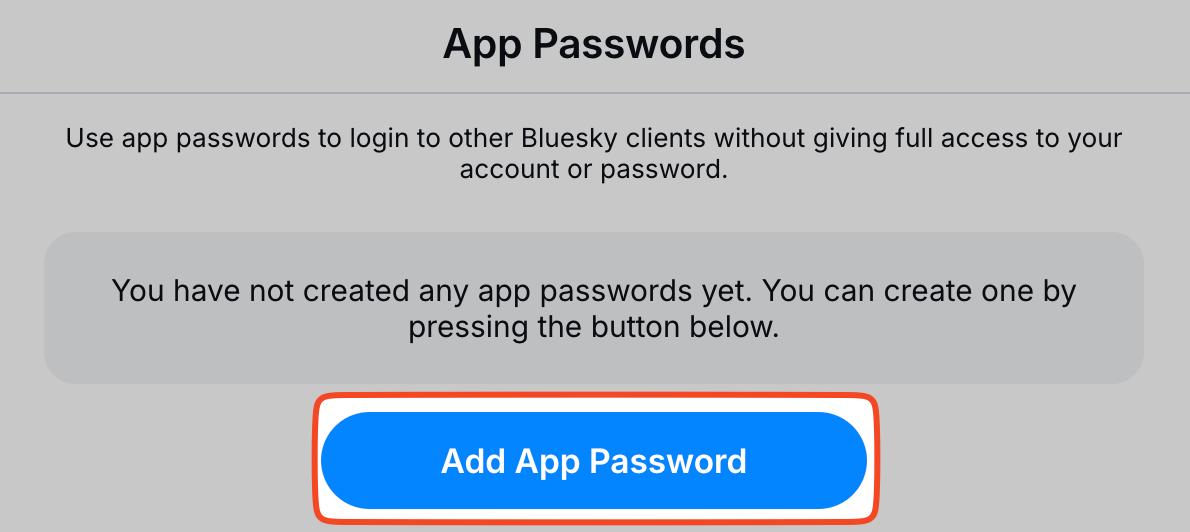 App Passwords
Use app passwords to login to other Bluesky clients without giving full access to your
account or password.
You have not created any app passwords yet. You can create one by
pressing the button below.
Add App Password